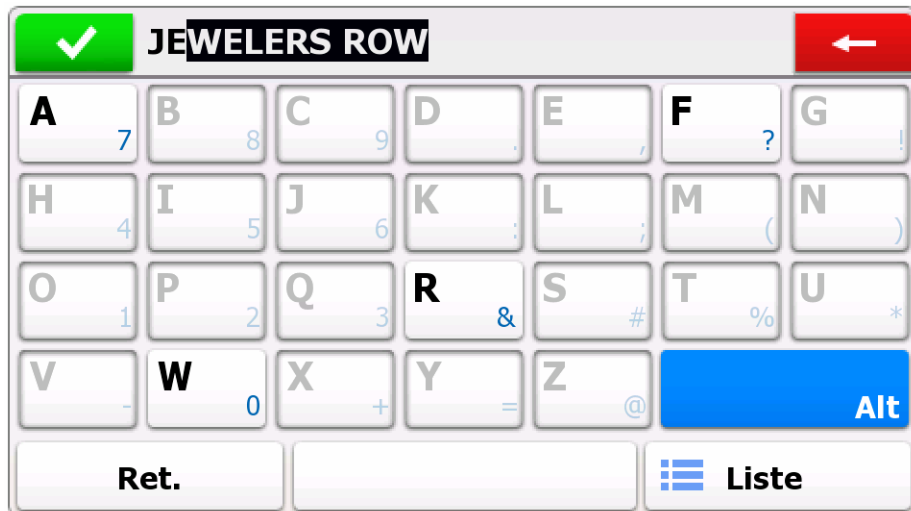 JEWELERS ROW
A 7 B 8 C 9 D . E , F ? G !
H 4 I 5 J 6 K : L ; M ( N )
O 1 P 2 Q 3 R & S # T % U *
V - W 0 X + Y = Z @ Alt
Ret. Liste